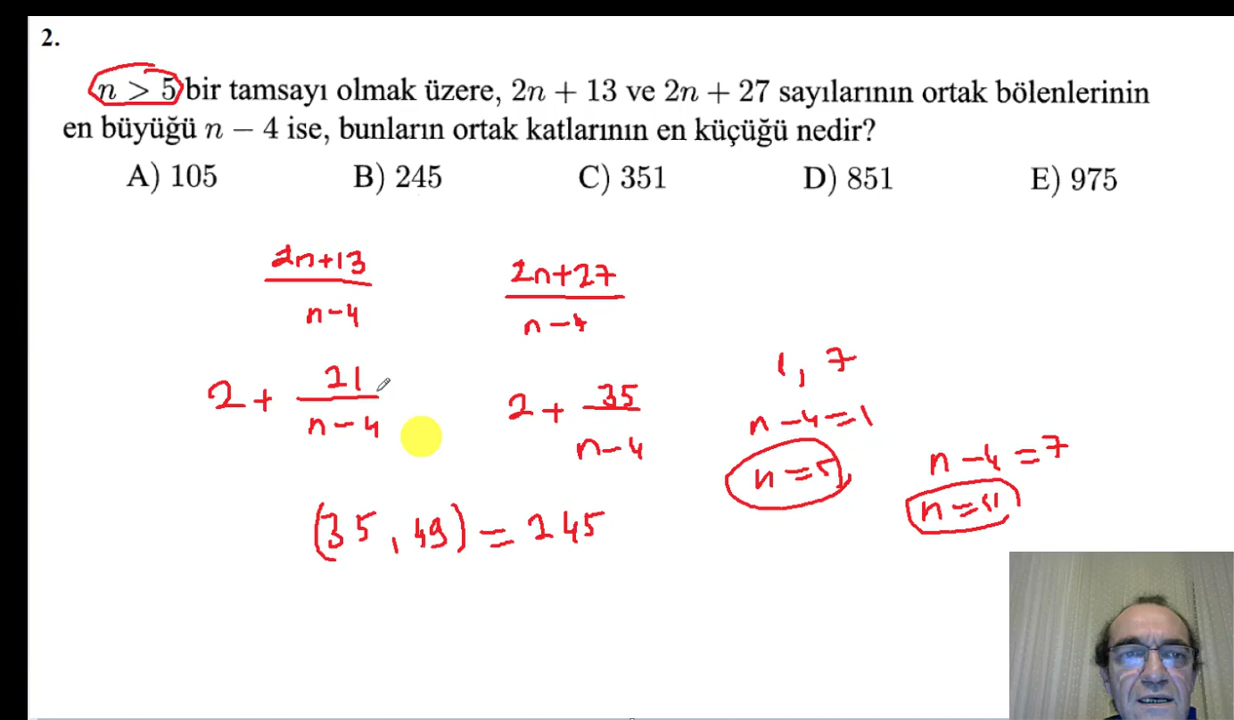 2.
n > 5 bir tamsayı olmak üzere, 2n + 13 ve 2n + 27 sayılarının ortak bölenlerinin
en büyüğü n − 4 ise, bunların ortak katlarının en küçüğü nedir?
A) 105 B) 245 C) 351 D) 851 E) 975
2n+13
n-4
2n+27
n-4
2 + 21
n-4
2 + 35
n-4
1, 7
n-4=1
n=5
n-4=7
n=11
(35, 49) = 245